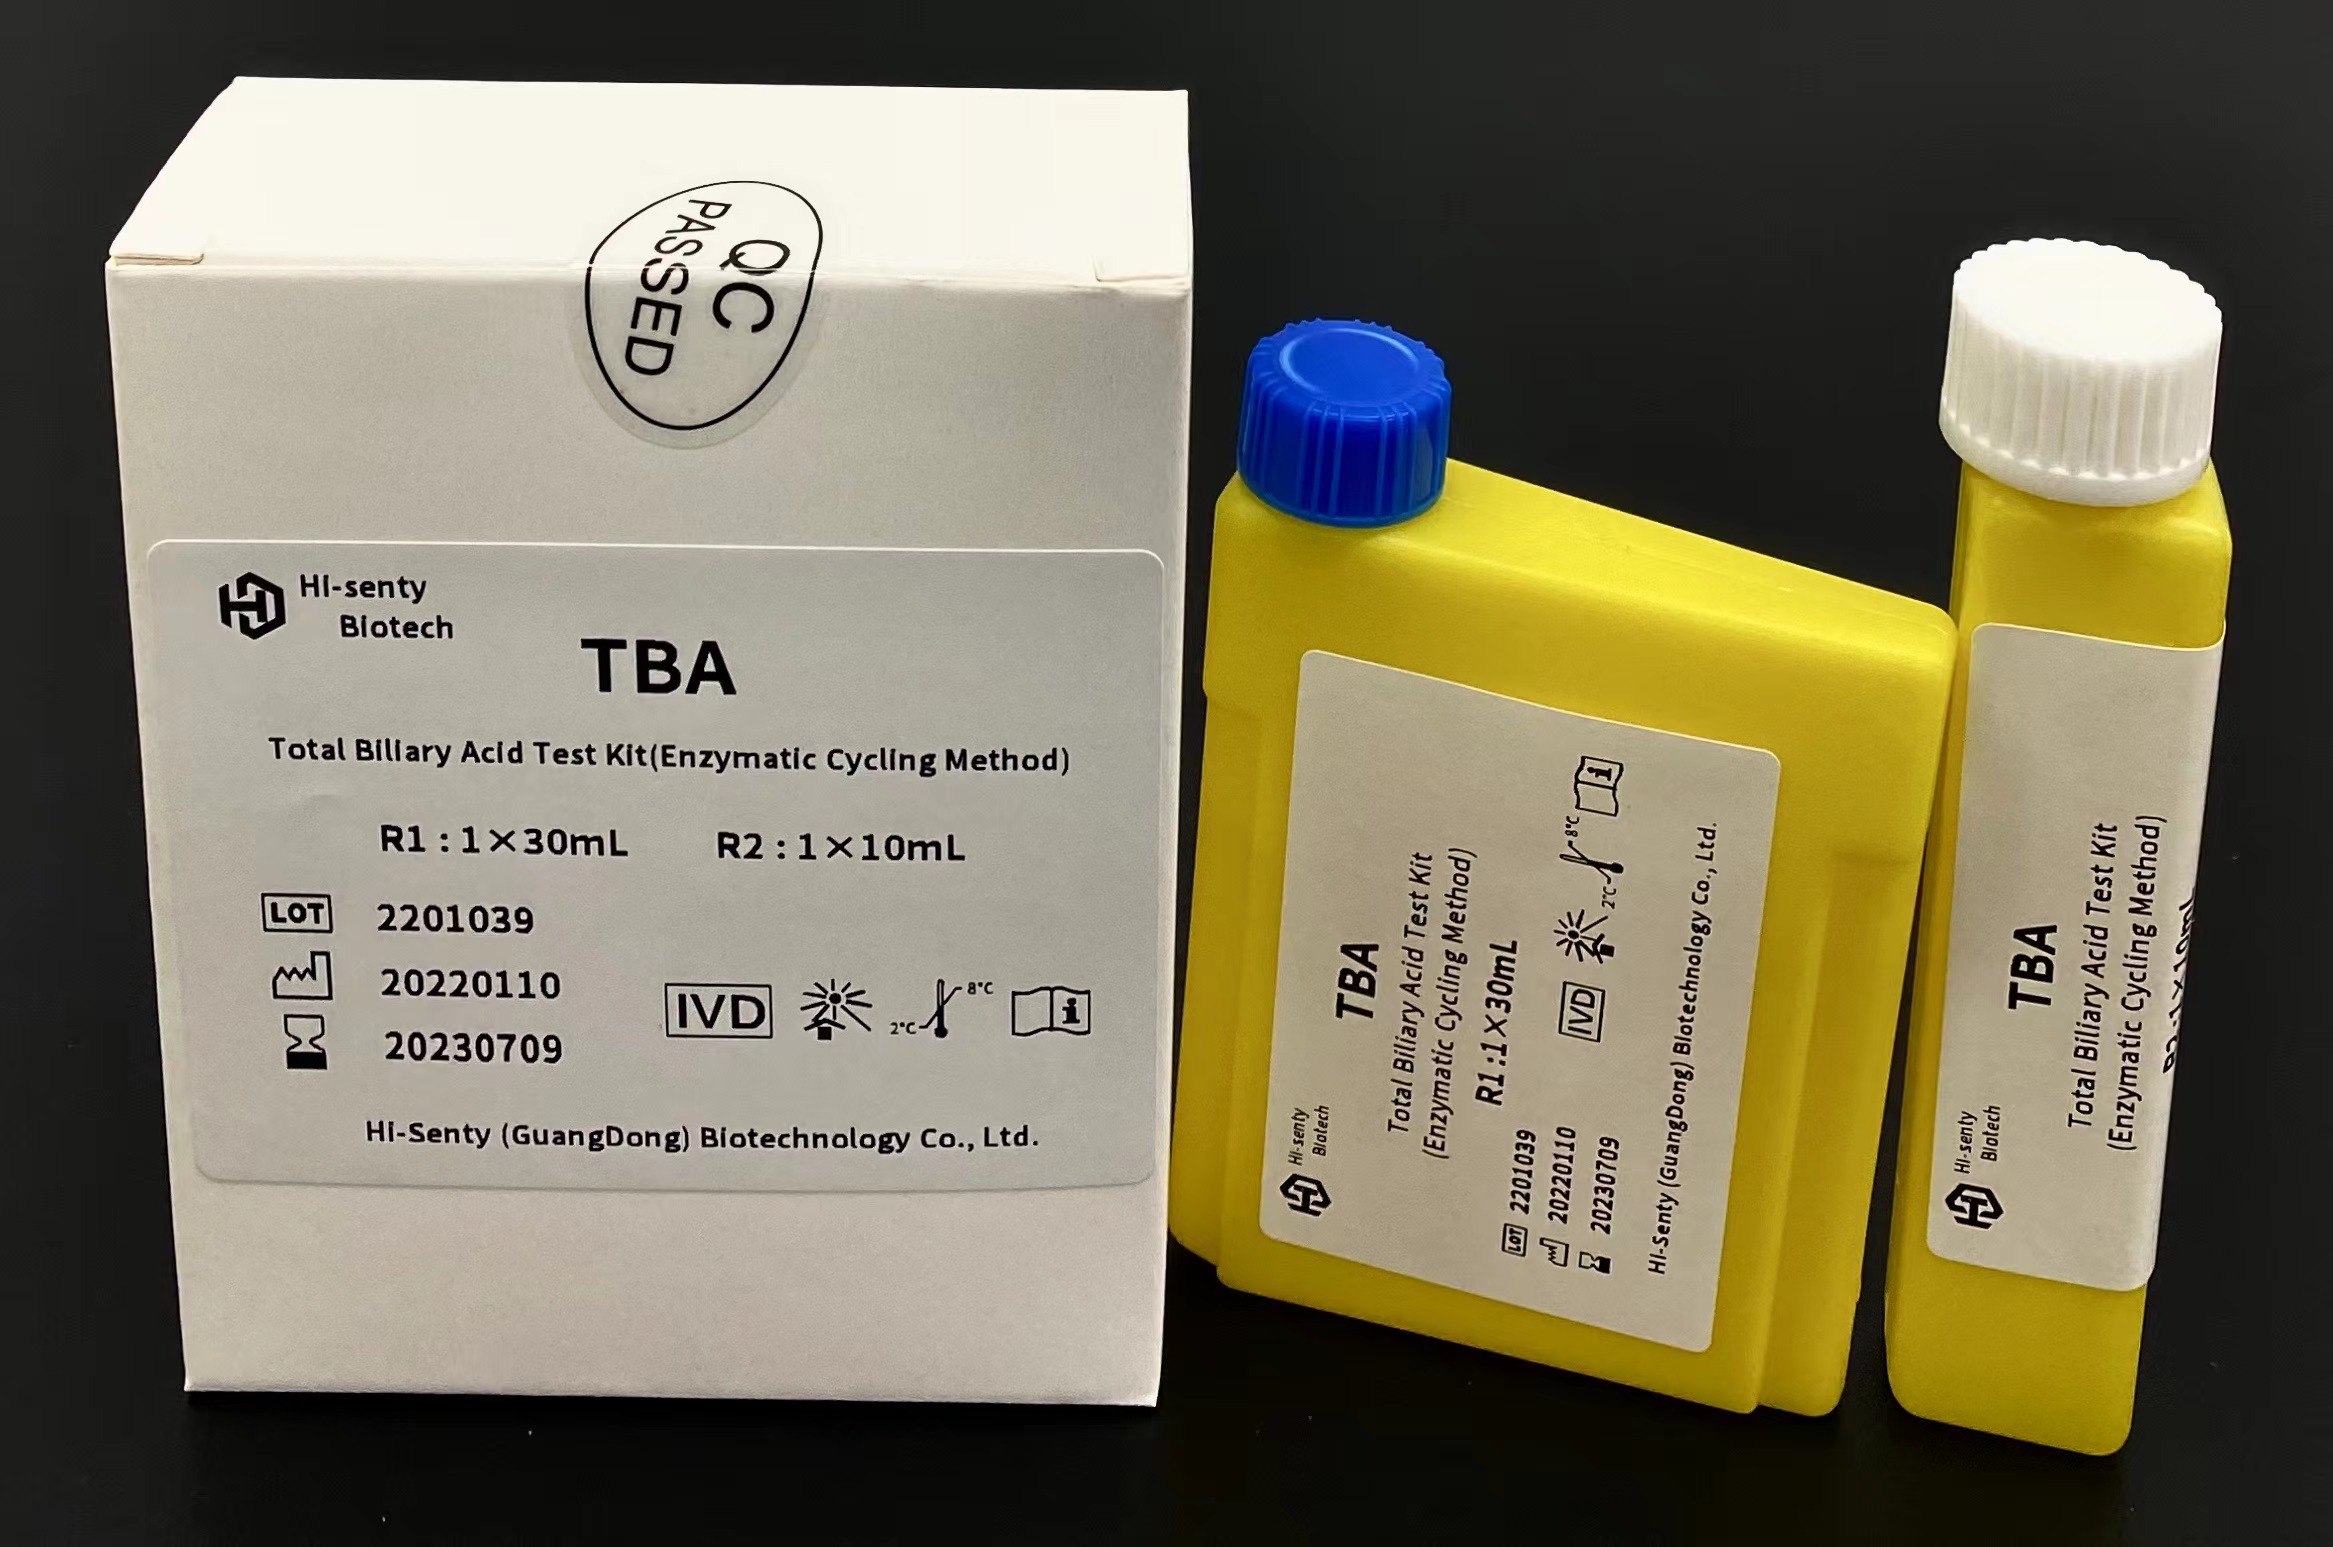 QC
PASSED
Hi-senty
Biotech
TBA
Total Biliary Acid Test Kit(Enzymatic Cycling Method)
R1 : 1×30mL R2 : 1×10mL
LOT 2201039
20220110
20230709
IVD 2°C 8°C i
Hi-Senty (GuangDong) Biotechnology Co., Ltd.
Hi-senty
Biotech
TBA
Total Biliary Acid Test Kit
(Enzymatic Cycling Method)
R1:1×30mL
LOT 2201039
20220110
20230709
IVD 2°C 8°C i
Hi-Senty (GuangDong) Biotechnology Co., Ltd.
Hi-senty
Biotech
TBA
Total Biliary Acid Test Kit
(Enzymatic Cycling Method)
R2:1×10mL